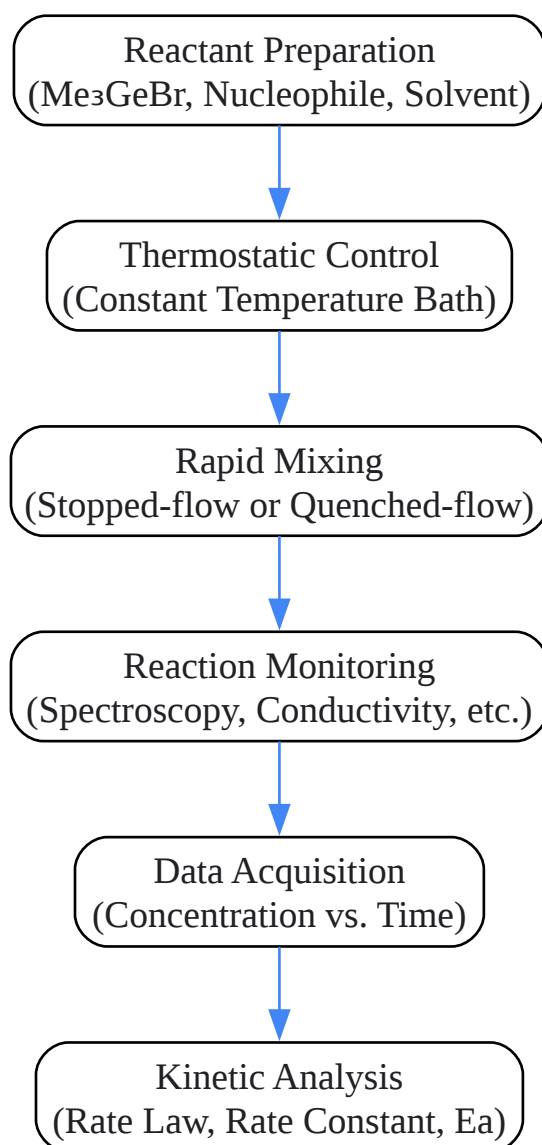 Reactant Preparation
(Me₃GeBr, Nucleophile, Solvent)
Thermostatic Control
(Constant Temperature Bath)
Rapid Mixing
(Stopped-flow or Quenched-flow)
Reaction Monitoring
(Spectroscopy, Conductivity, etc.)
Data Acquisition
(Concentration vs. Time)
Kinetic Analysis
(Rate Law, Rate Constant, Ea)